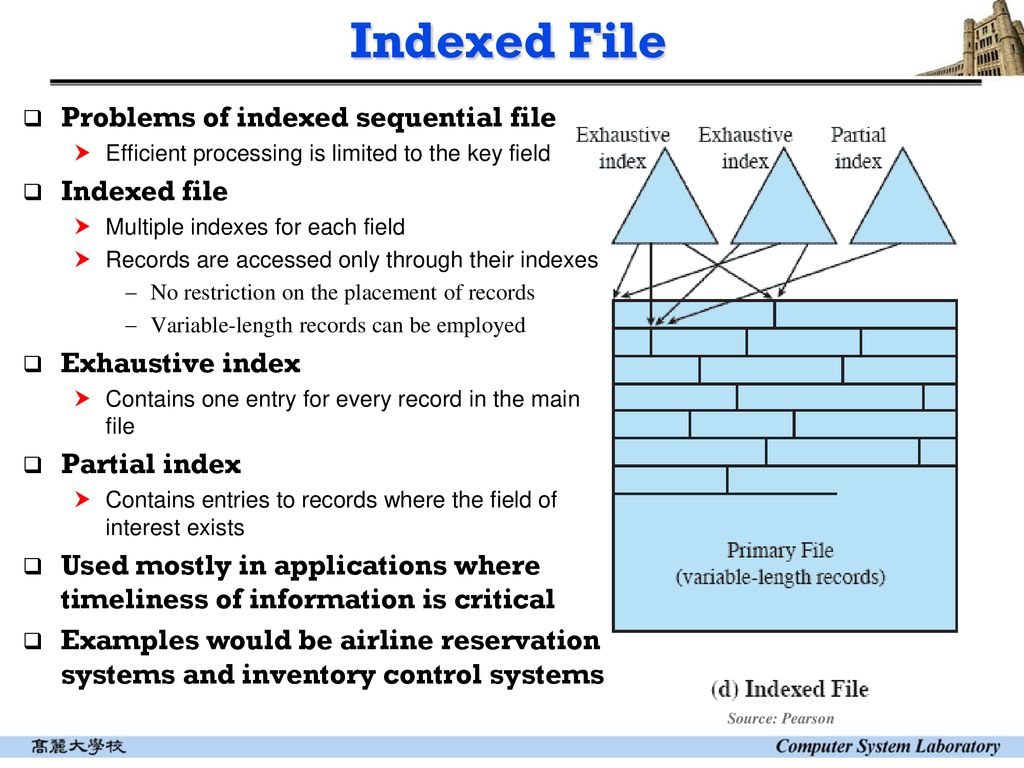 Indexed File
❑ Problems of indexed sequential file
Efficient processing is limited to the key field
❑ Indexed file
Multiple indexes for each field
Records are accessed only through their indexes
– No restriction on the placement of records
– Variable-length records can be employed
❑ Exhaustive index
Contains one entry for every record in the main
file
❑ Partial index
Contains entries to records where the field of
interest exists
❑ Used mostly in applications where
timeliness of information is critical
❑ Examples would be airline reservation
systems and inventory control systems
Exhaustive
index
Exhaustive
index
Partial
index
Primary File
(variable-length records)
(d) Indexed File
Source: Pearson
高麗大學校
Computer System Laboratory